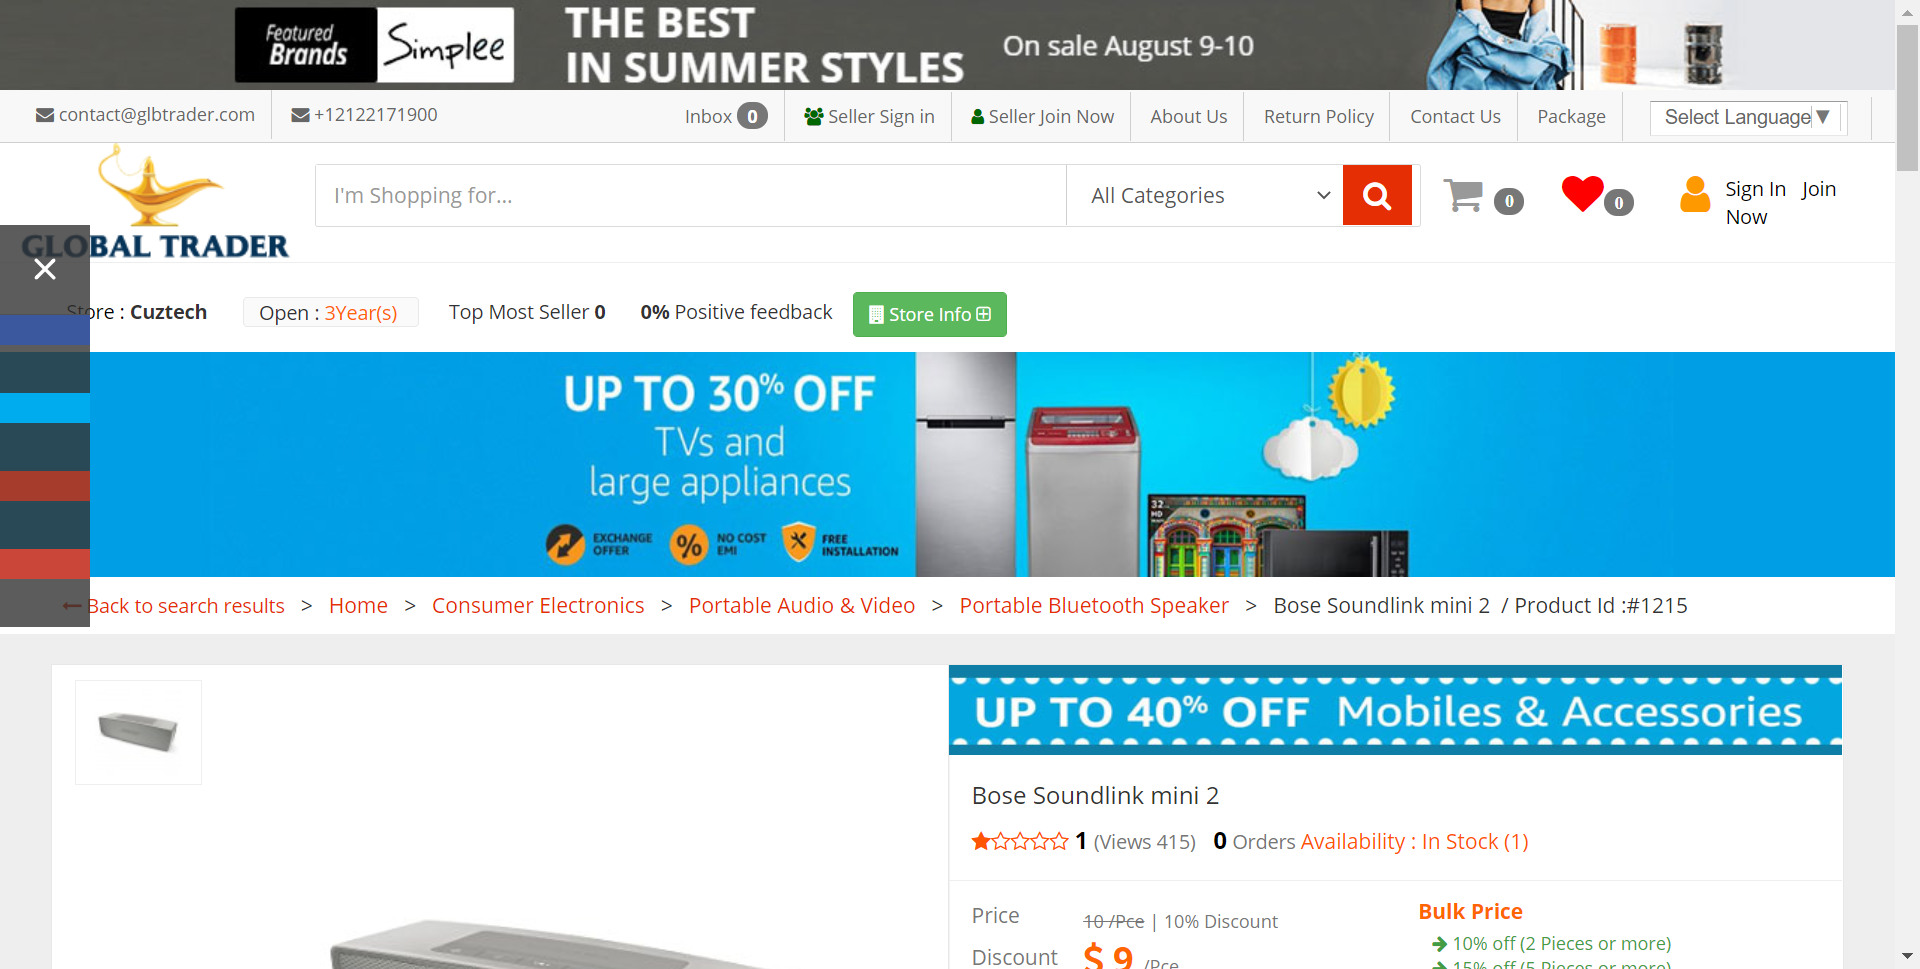 Featured Brands
Simplee
THE BEST
IN SUMMER STYLES
On sale August 9-10
contact@glbtrader.com
+12122171900
Inbox 0
Seller Sign in
Seller Join Now
About Us
Return Policy
Contact Us
Package
Select Language ▼
GLOBAL TRADER
I'm Shopping for...
All Categories
0
0
Sign In Join Now
Store : Cuztech
Open : 3Year(s)
Top Most Seller 0
0% Positive feedback
Store Info
UP TO 30% OFF
TVs and
large appliances
EXCHANGE OFFER
NO COST EMI
FREE INSTALLATION
32
HD
Back to search results > Home > Consumer Electronics > Portable Audio & Video > Portable Bluetooth Speaker > Bose Soundlink mini 2 / Product Id :#1215
UP TO 40% OFF Mobiles & Accessories
Bose Soundlink mini 2
1 (Views 415) 0 Orders Availability : In Stock (1)
Price 10 /Pce | 10% Discount
Discount $ 9 /Pce
Bulk Price
10% off (2 Pieces or more)
15% off (5 Pieces or more)